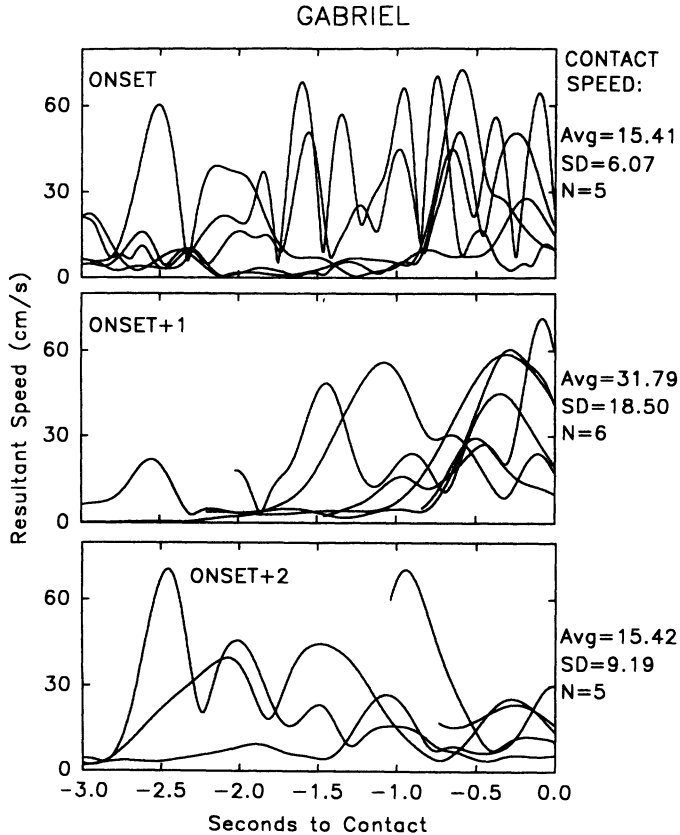 GABRIEL
ONSET
CONTACT
SPEED:
60
30
0
Avg=15.41
SD=6.07
N=5
ONSET+1
60
30
0
Avg=31.79
SD=18.50
N=6
ONSET+2
60
30
0
Avg=15.42
SD=9.19
N=5
Resultant Speed (cm/s)
-3.0 -2.5 -2.0 -1.5 -1.0 -0.5 0.0
Seconds to Contact